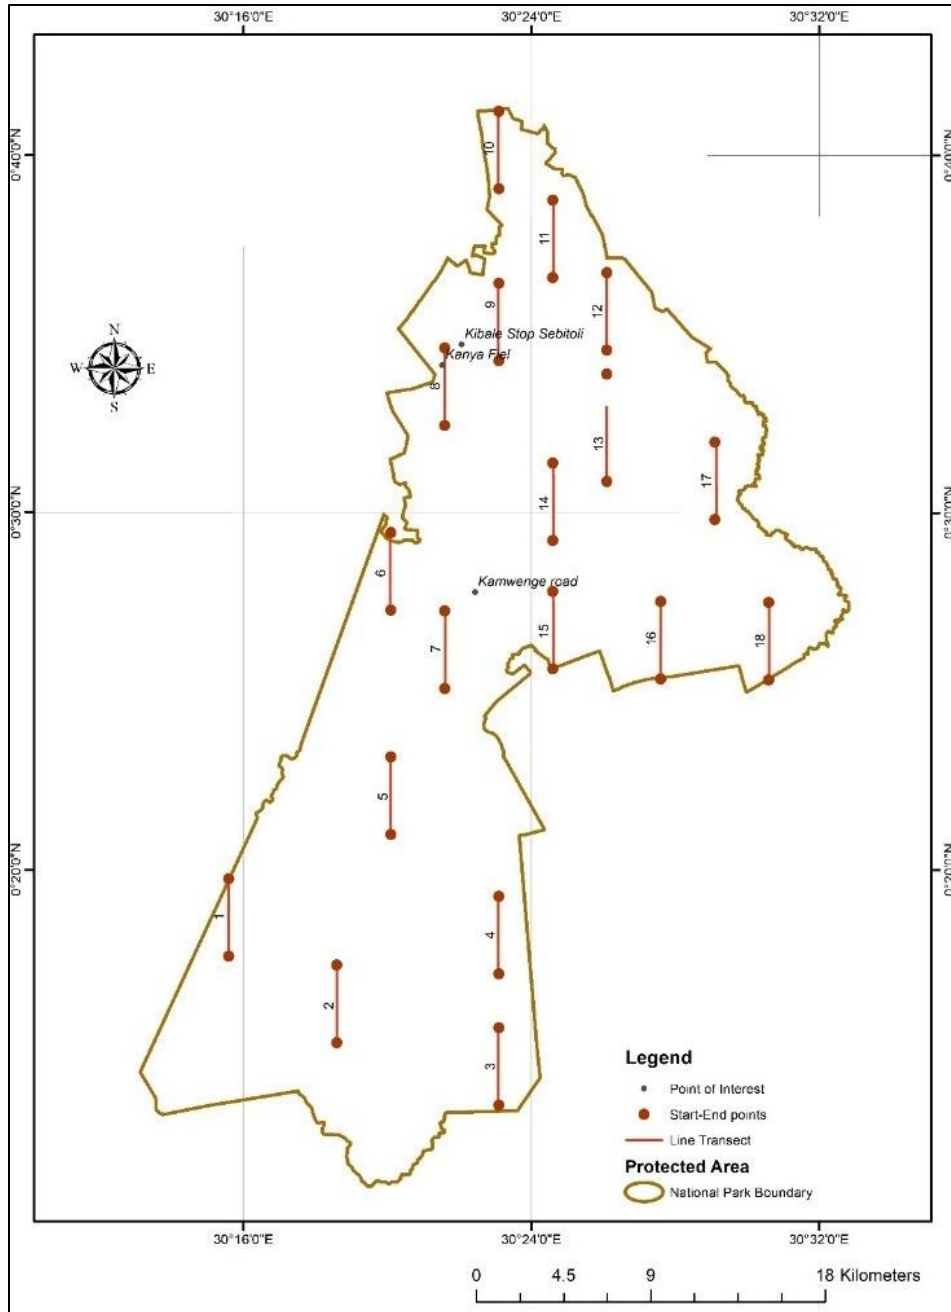 30°16'0"E 30°24'0"E 30°32'0"E
0°40'0"N 0°40'0"N
10
11
12
9
Kibale Stop Sebitoli
Kanya Fiel
8
N
W E
S
13
17
14
0°30'0"N 0°30'0"N
6
Kamwenge road
7
15
16
18
5
0°20'0"N 0°20'0"N
1
4
2
3
Legend
Point of Interest
Start-End points
Line Transect
Protected Area
National Park Boundary
30°16'0"E 30°24'0"E 30°32'0"E
0 4.5 9 18 Kilometers